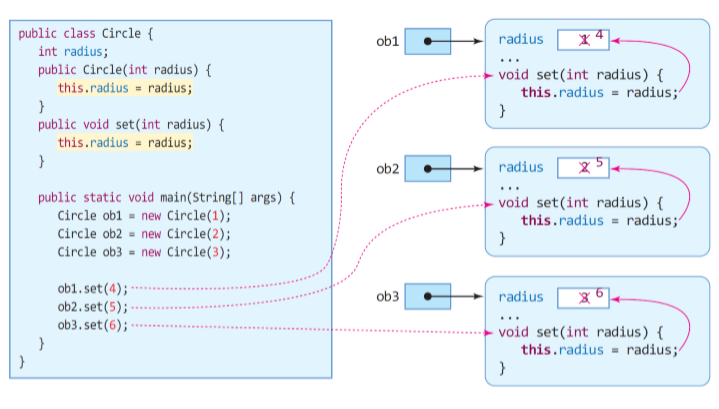 public class Circle {
int radius;
public Circle(int radius) {
this.radius = radius;
}
public void set(int radius) {
this.radius = radius;
}
public static void main(String[] args) {
Circle ob1 = new Circle(1);
Circle ob2 = new Circle(2);
Circle ob3 = new Circle(3);
ob1.set(4);
ob2.set(5);
ob3.set(6);
}
}
ob1
radius 1 4
...
void set(int radius) {
this.radius = radius;
}
ob2
radius 2 5
...
void set(int radius) {
this.radius = radius;
}
ob3
radius 3 6
...
void set(int radius) {
this.radius = radius;
}